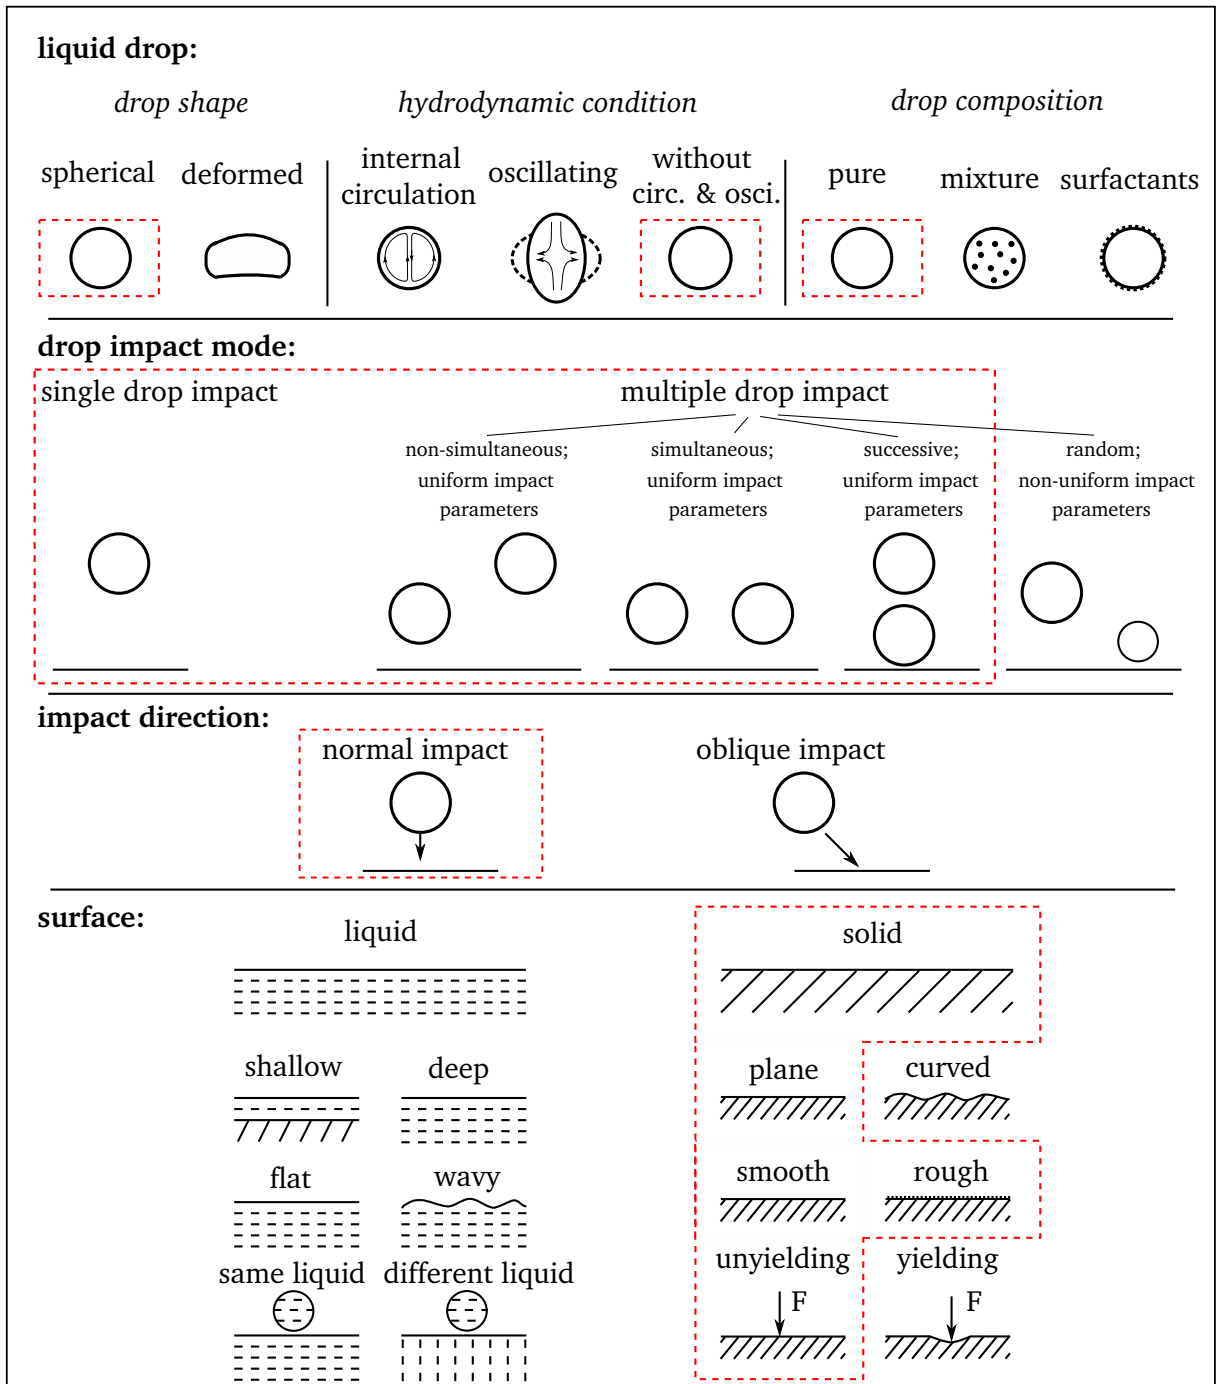 liquid drop:
drop shape
hydrodynamic condition
drop composition
spherical
deformed
internal
circulation
oscillating
without
circ. & osci.
pure
mixture
surfactants
drop impact mode:
single drop impact
multiple drop impact
non-simultaneous;
uniform impact
parameters
simultaneous;
uniform impact
parameters
successive;
uniform impact
parameters
random;
non-uniform impact
parameters
impact direction:
normal impact
oblique impact
surface:
liquid
solid
shallow
deep
plane
curved
flat
wavy
smooth
rough
same liquid
different liquid
unyielding
yielding
F
F